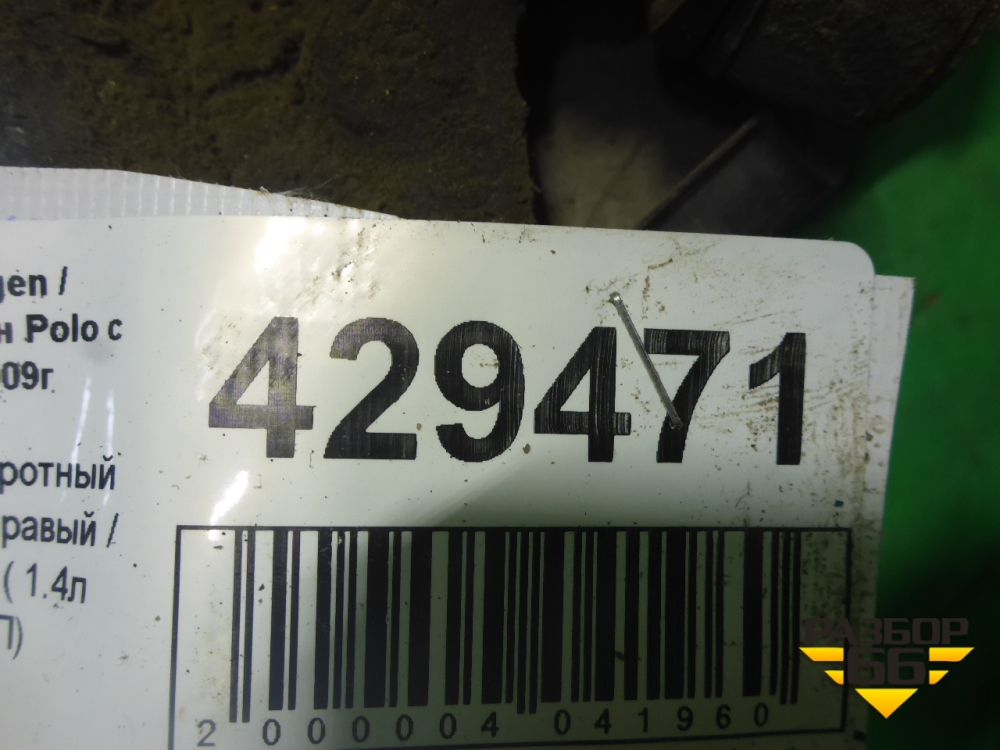 gen /
н Polo с
09г
ротный
равый /
( 1.4л
П)
429471
2 000004 041960
РАЗБОР
66